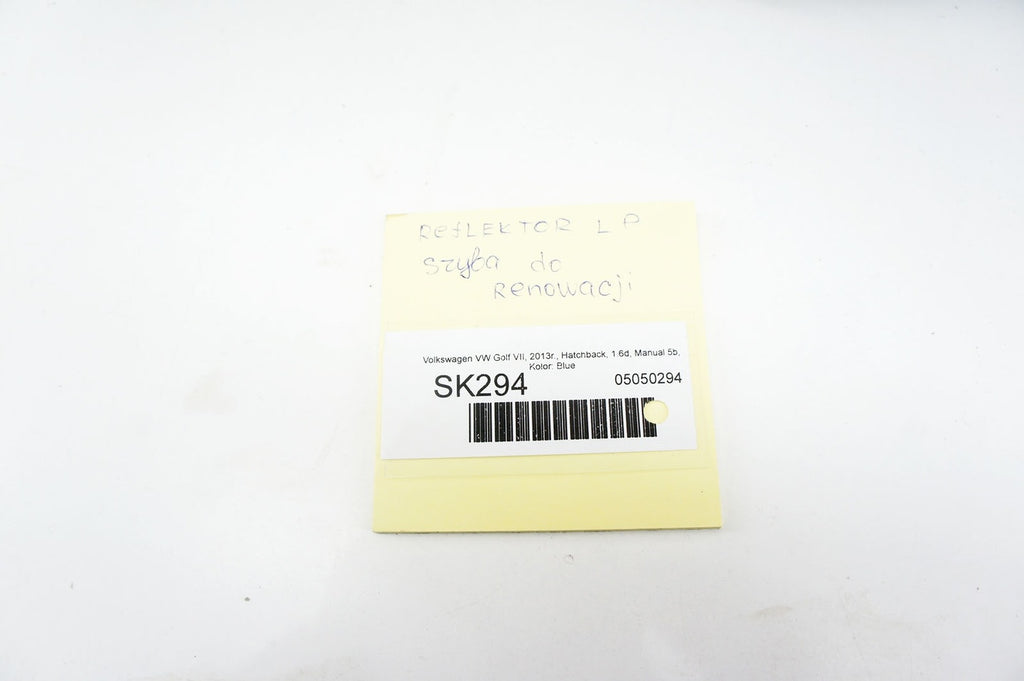 ReflEKTOR L P
szyba do
Renowacji
Volkswagen VW Golf VII, 2013r., Hatchback, 1.6d, Manual 5b,
Kolor: Blue
SK294
05050294